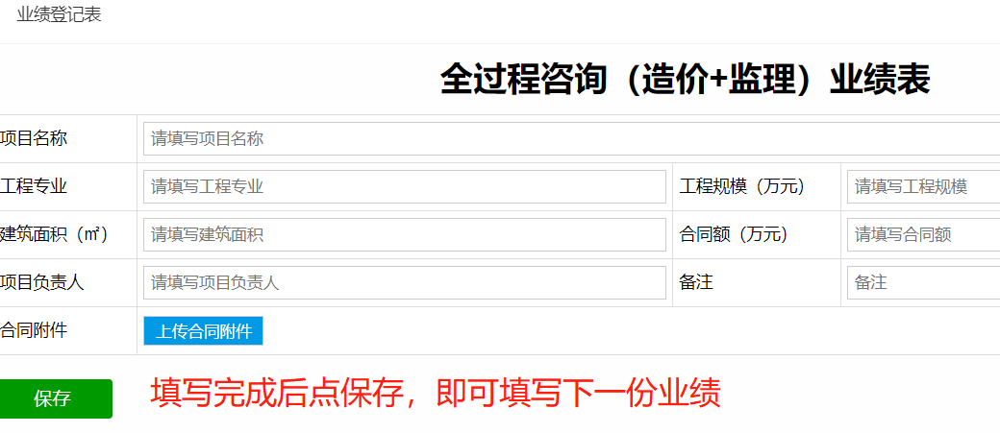 业绩登记表
全过程咨询（造价+监理）业绩表
项目名称 请填写项目名称
工程专业 请填写工程专业 工程规模（万元） 请填写工程规模
建筑面积（㎡） 请填写建筑面积 合同额（万元） 请填写合同额
项目负责人 请填写项目负责人 备注 备注
合同附件 上传合同附件
保存 填写完成后点保存，即可填写下一份业绩